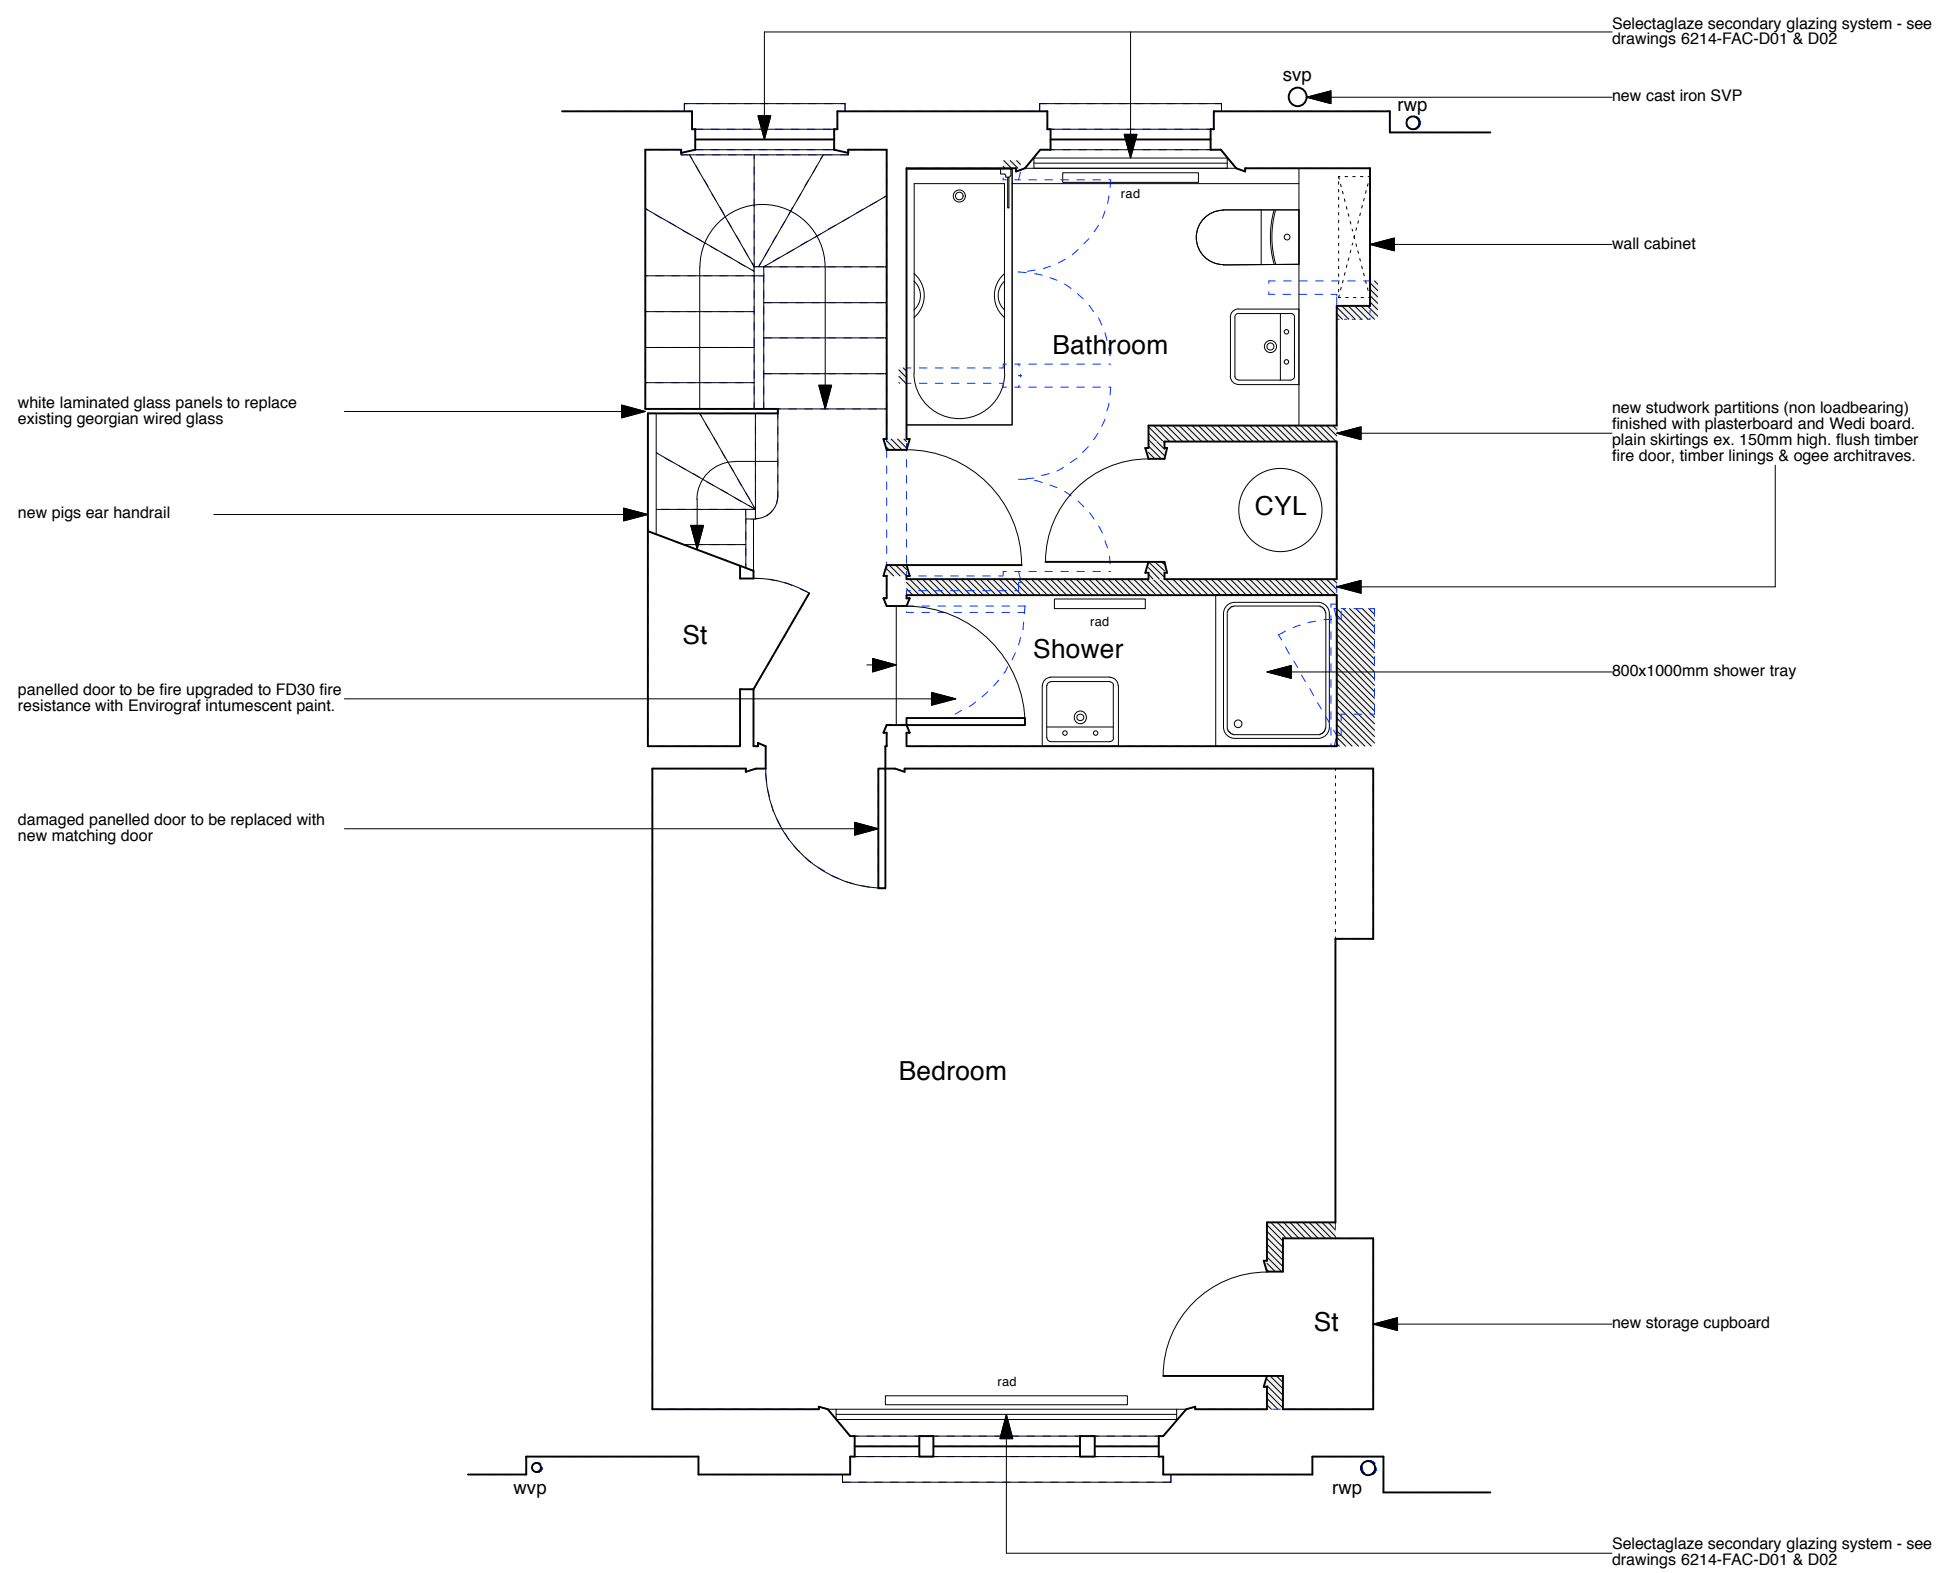 Selectaglaze secondary glazing system - see
drawings 6214-FAC-D01 & D02
svp
new cast iron SVP
rwp
rad
wall cabinet
Bathroom
white laminated glass panels to replace
existing georgian wired glass
new studwork partitions (non loadbearing)
finished with plasterboard and Wedi board.
plain skirtings ex. 150mm high. flush timber
fire door, timber linings & ogee architraves.
new pigs ear handrail
CYL
rad
St
Shower
800x1000mm shower tray
panelled door to be fire upgraded to FD30 fire
resistance with Envirograf intumescent paint.
damaged panelled door to be replaced with
new matching door
Bedroom
St
new storage cupboard
rad
wvp
rwp
Selectaglaze secondary glazing system - see
drawings 6214-FAC-D01 & D02